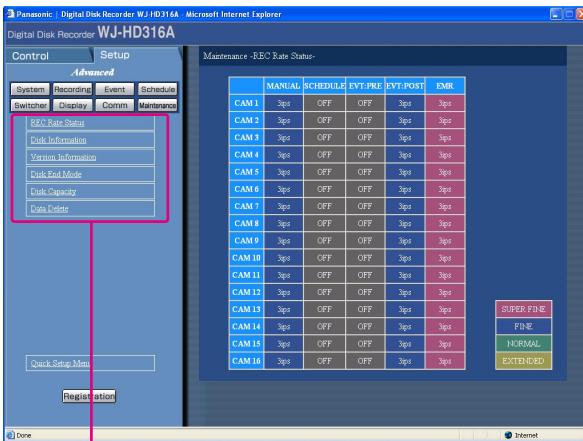 Panasonic | Digital Disk Recorder WJ-HD316A - Microsoft Internet Explorer
Digital Disk Recorder WJ-HD316A
Control Setup
Advanced
System Recording Event Schedule
Switcher Display Comm Maintenance
REC Rate Status
Disk Information
Version Information
Disk End Mode
Disk Capacity
Data Delete
Quick Setup Menu
Registration
Maintenance -REC Rate Status-
MANUAL SCHEDULE EVT:PRE EVT:POST EMR
CAM 1 3ips OFF OFF 3ips 3ips
CAM 2 3ips OFF OFF 3ips 3ips
CAM 3 3ips OFF OFF 3ips 3ips
CAM 4 3ips OFF OFF 3ips 3ips
CAM 5 3ips OFF OFF 3ips 3ips
CAM 6 3ips OFF OFF 3ips 3ips
CAM 7 3ips OFF OFF 3ips 3ips
CAM 8 3ips OFF OFF 3ips 3ips
CAM 9 3ips OFF OFF 3ips 3ips
CAM 10 3ips OFF OFF 3ips 3ips
CAM 11 3ips OFF OFF 3ips 3ips
CAM 12 3ips OFF OFF 3ips 3ips
CAM 13 3ips OFF OFF 3ips 3ips
CAM 14 3ips OFF OFF 3ips 3ips
CAM 15 3ips OFF OFF 3ips 3ips
CAM 16 3ips OFF OFF 3ips 3ips
SUPER FINE
FINE
NORMAL
EXTENDED
Done Internet